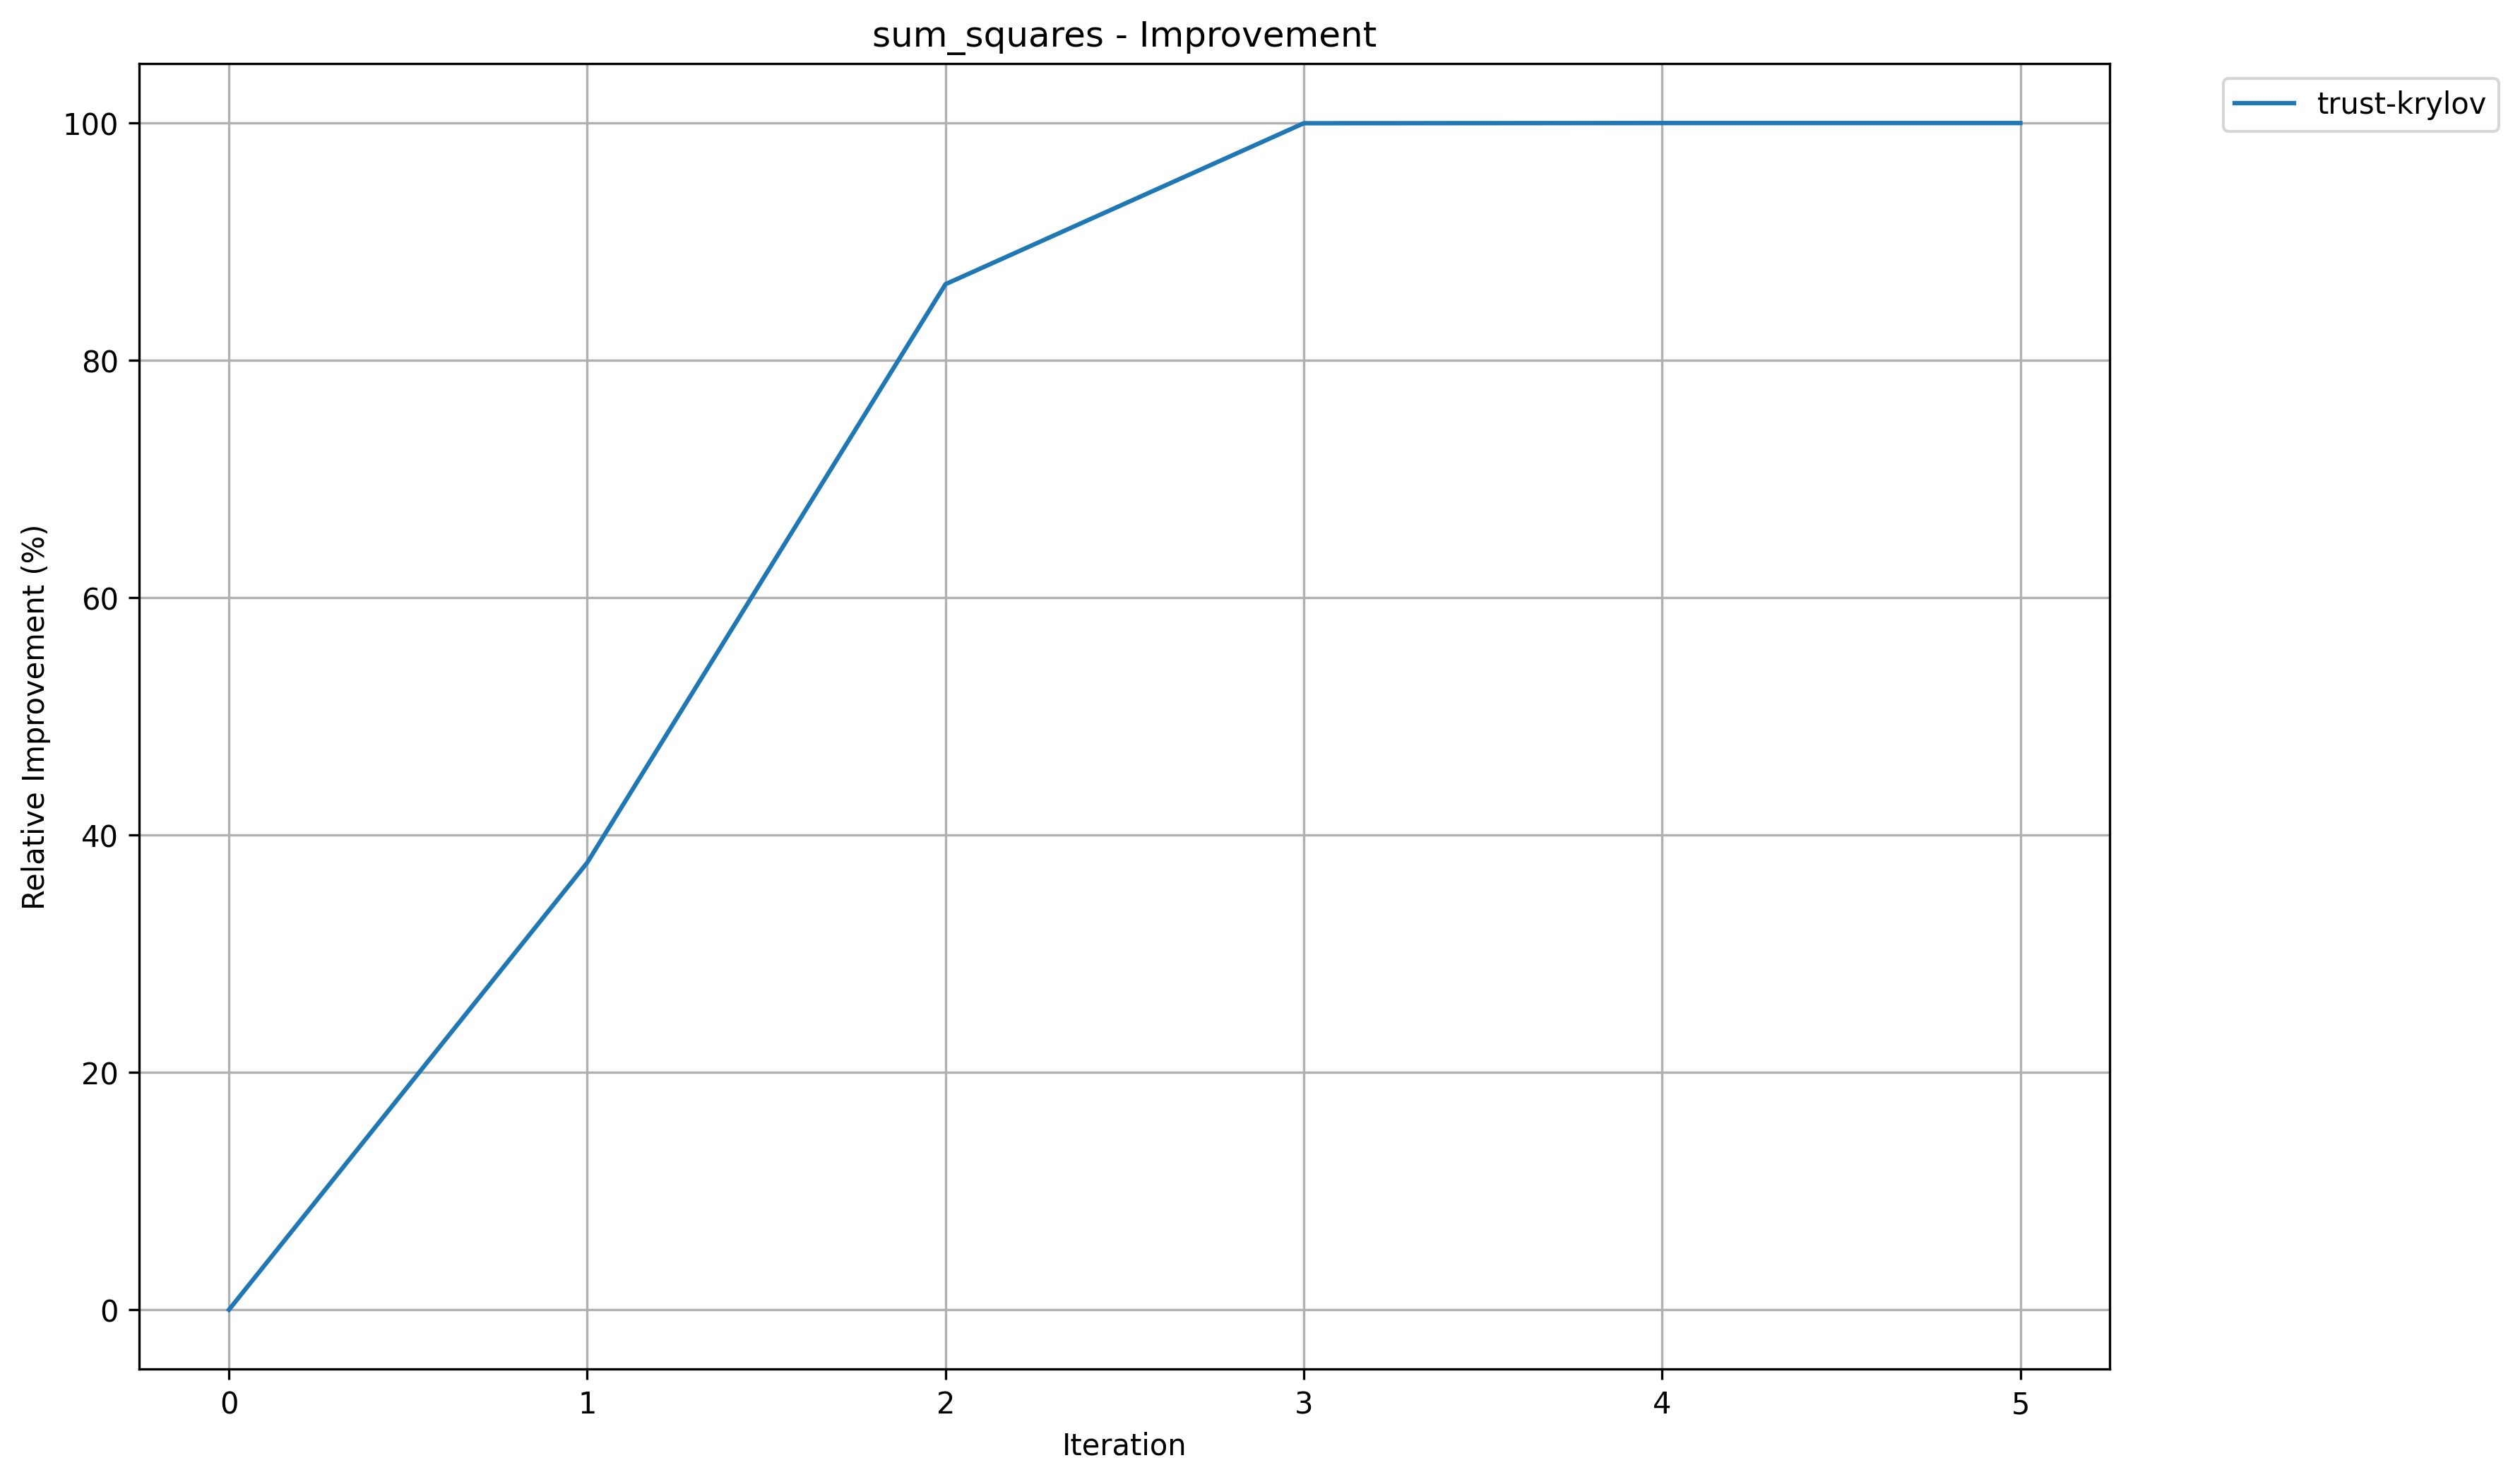 sum_squares - Improvement
trust-krylov
Relative Improvement (%)
100
80
60
40
20
0
0 1 2 3 4 5
Iteration